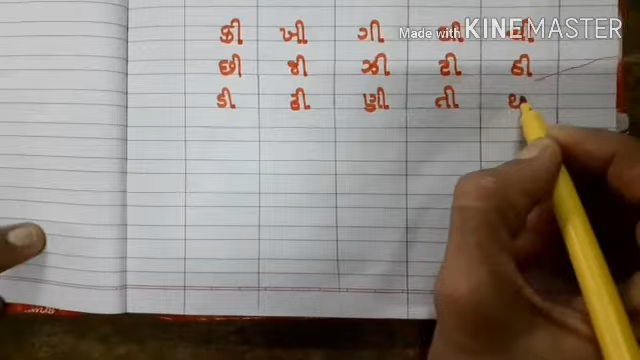 કી ખી ગી ઘી ચી
છી જી ઝી ટી ઠી
ડી ઢી ણી તી થ
Made with KINEMASTER